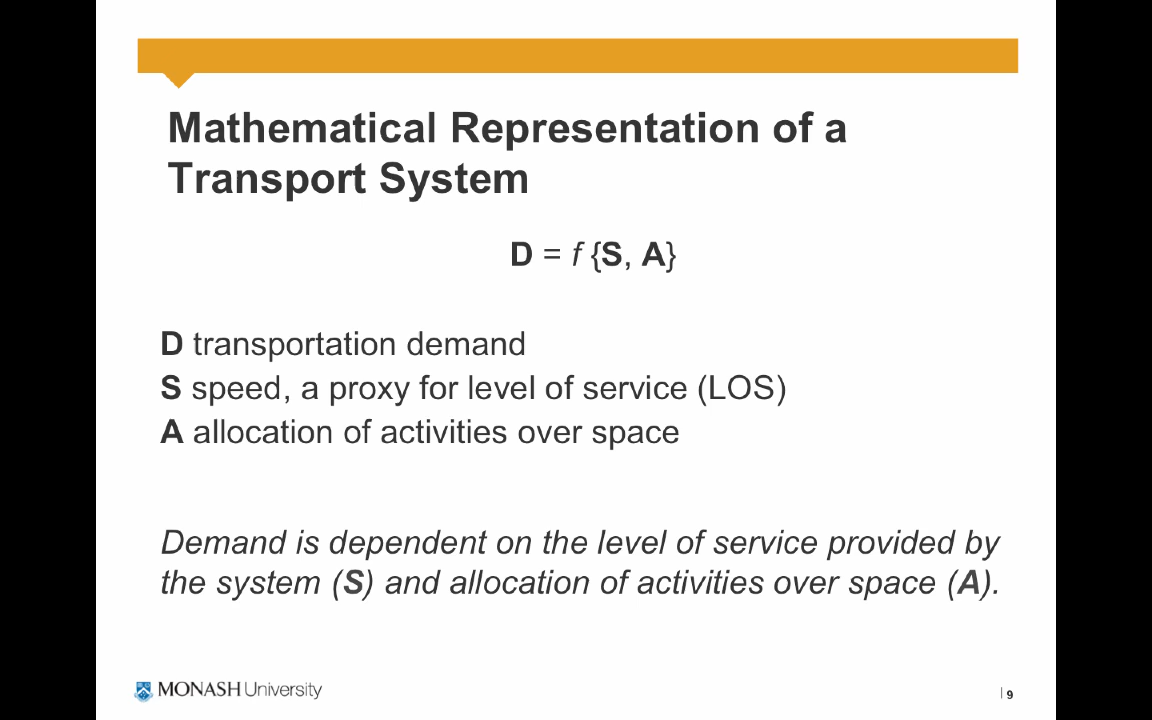 Mathematical Representation of a
Transport System
D = f {S, A}
D transportation demand
S speed, a proxy for level of service (LOS)
A allocation of activities over space
Demand is dependent on the level of service provided by
the system (S) and allocation of activities over space (A).
MONASH University
| 9